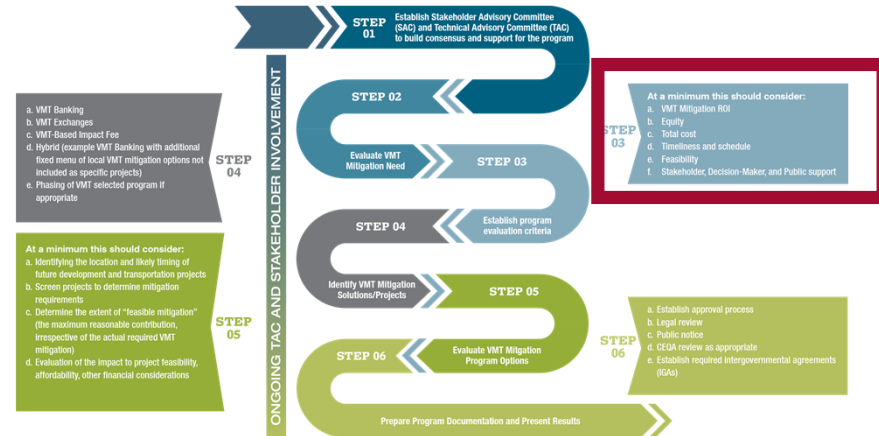 STEP 01
Establish Stakeholder Advisory Committee
(SAC) and Technical Advisory Committee (TAC)
to build consensus and support for the program
ONGOING TAC AND STAKEHOLDER INVOLVEMENT
STEP 02
Evaluate VMT
Mitigation Need
STEP 03
Establish program
evaluation criteria
STEP 04
Identify VMT Mitigation
Solutions/Projects
STEP 05
Evaluate VMT Mitgation
Program Options
STEP 06
Prepare Program Documentation and Present Results
STEP
03
At a minimum this should consider:
a. VMT Mitigation ROI
b. Equity
c. Total cost
d. Timeliness and schedule
e. Feasibility
f. Stakeholder, Decision-Maker, and Public support
a. VMT Banking
b. VMT Exchanges
c. VMT-Based Impact Fee
d. Hybrid (example VMT Banking with additional
fixed menu of local VMT mitigation options not
included as specific projects)
e. Phasing of VMT selected program if
appropriate
STEP
04
At a minimum this should consider:
a. Identifying the location and likely timing of
future development and transportation projects
b. Screen projects to determine mitigation
requirements
c. Determine the extent of “feasible mitigation”
(the maximum reasonable contribution,
irrespective of the actual required VMT
mitigation)
d. Evaluation of the impact to project feasibility,
affordability, other financial considerations
STEP
05
STEP
06
a. Establish approval process
b. Legal review
c. Public notice
d. CEQA review as appropriate
e. Establish required intergovernmental agreements
(IGAs)